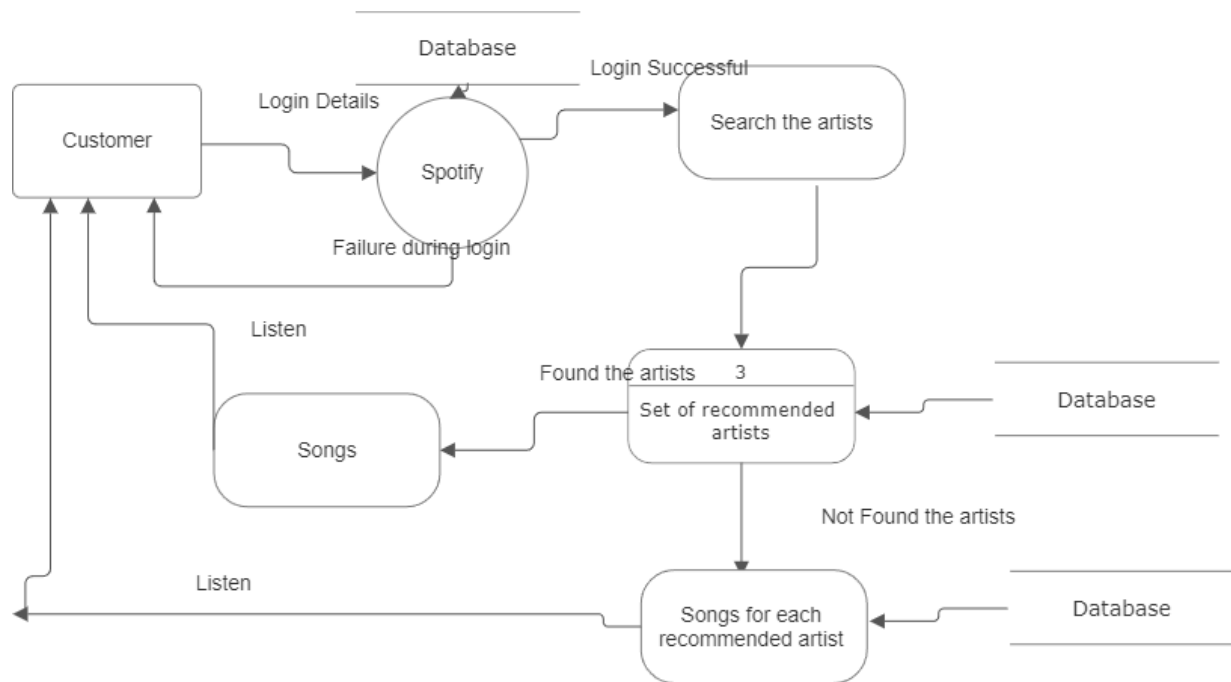 Database
Login Successful
Login Details
Customer
Search the artists
Spotify
Failure during login
Listen
Found the artists
3
Set of recommended
artists
Database
Songs
Not Found the artists
Listen
Songs for each
recommended artist
Database